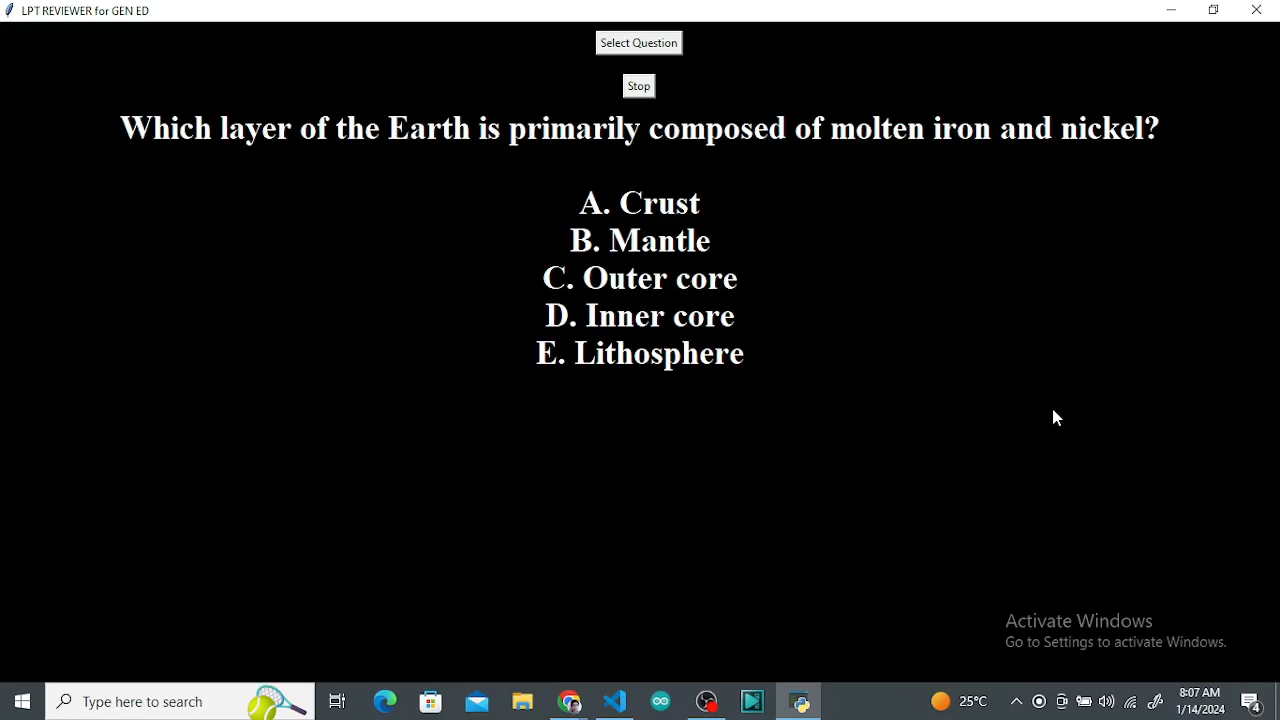 LPT REVIEWER for GEN ED
Select Question
Stop
Which layer of the Earth is primarily composed of molten iron and nickel?
A. Crust
B. Mantle
C. Outer core
D. Inner core
E. Lithosphere
Activate Windows
Go to Settings to activate Windows.
Type here to search
25°C
8:07 AM
1/14/2024
4